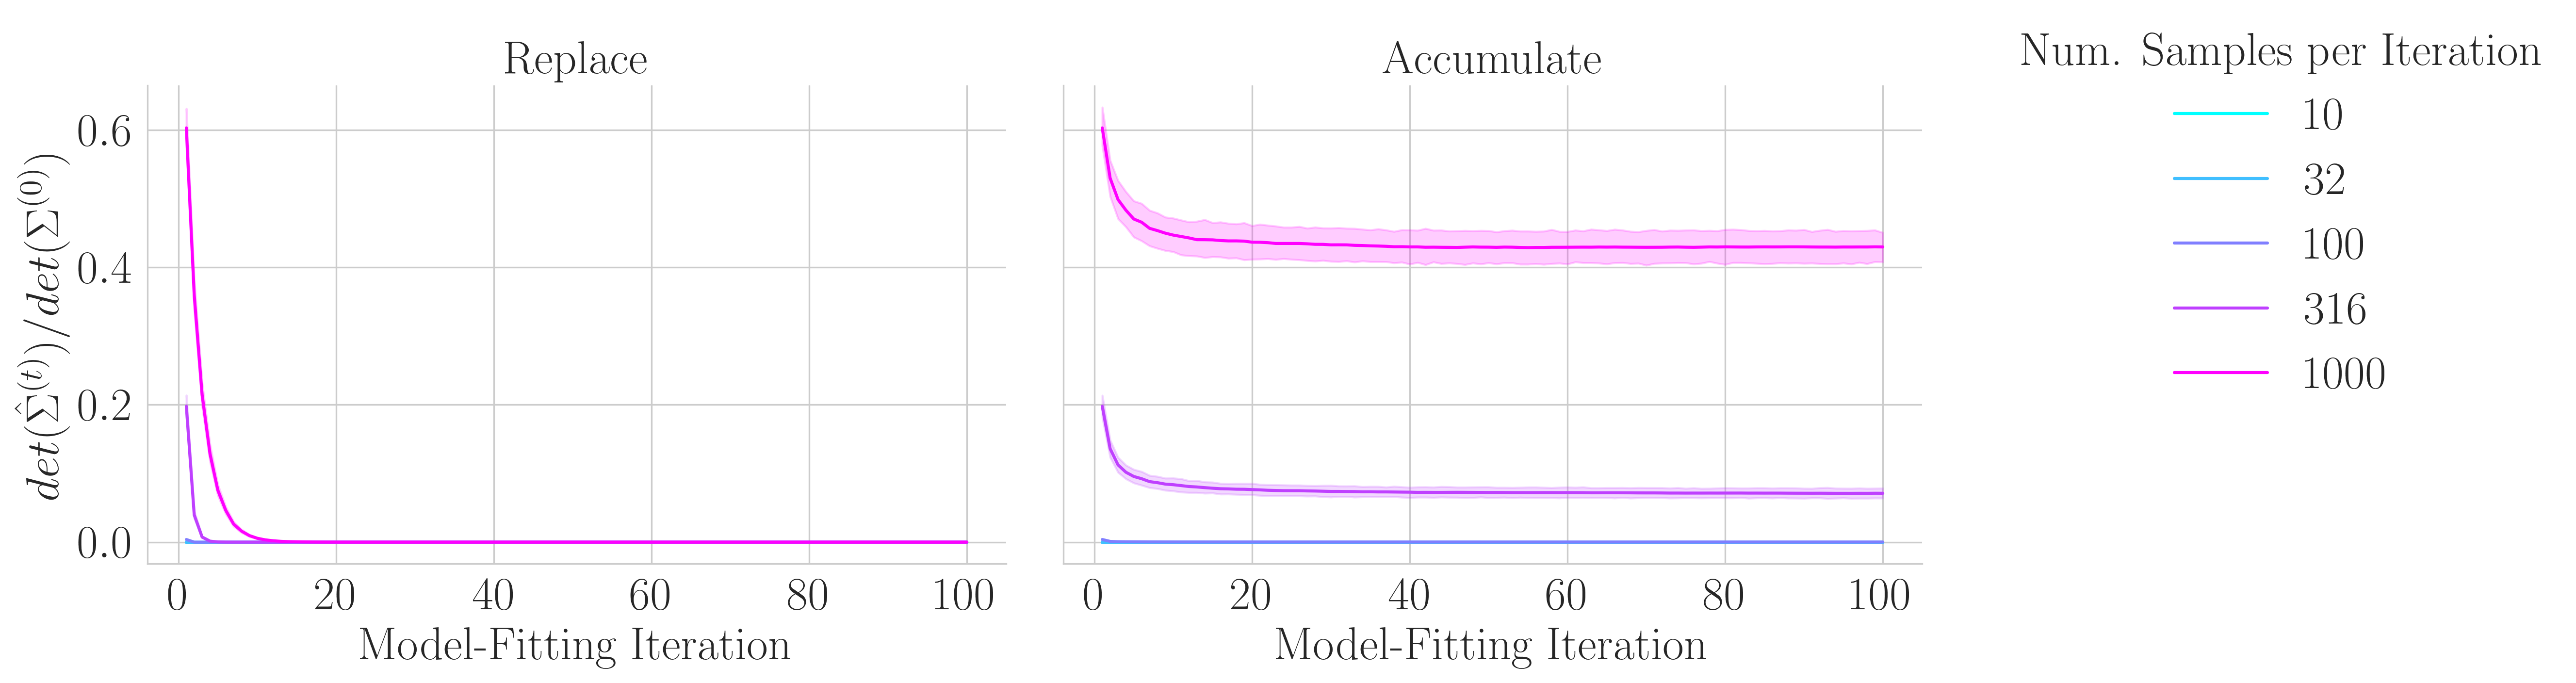 Replace
Accumulate
Num. Samples per Iteration
10
32
100
316
1000
det(Σ̂^(t))/det(Σ^(0))
0.6
0.4
0.2
0.0
0 20 40 60 80 100
0 20 40 60 80 100
Model-Fitting Iteration
Model-Fitting Iteration